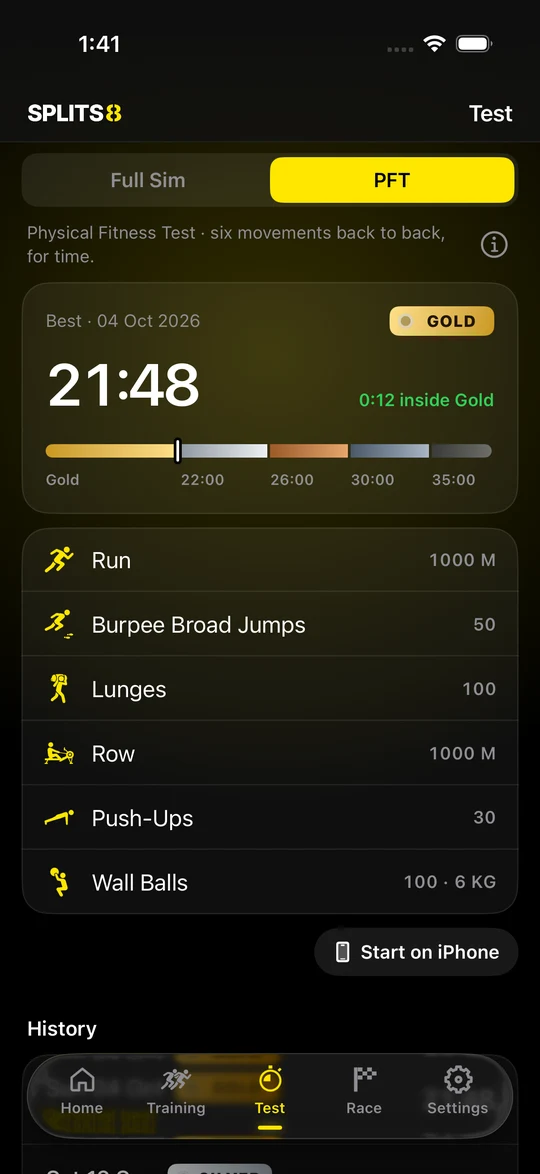 1:41
SPLITS8
Test
Full Sim
PFT
Physical Fitness Test · six movements back to back,
for time.
Best · 04 Oct 2026
GOLD
21:48
0:12 inside Gold
Gold
22:00
26:00
30:00
35:00
Run
1000 M
Burpee Broad Jumps
50
Lunges
100
Row
1000 M
Push-Ups
30
Wall Balls
100 · 6 KG
Start on iPhone
History
Home
Training
Test
Race
Settings